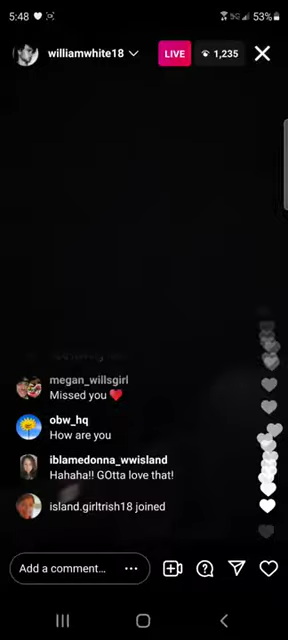 5:48
5G 53%
williamwhite18
LIVE
1,235
megan_willsgirl
Missed you
obw_hq
How are you
iblamedonna_wwisland
Hahaha!! GOtta love that!
island.girltrish18 joined
Add a comment...